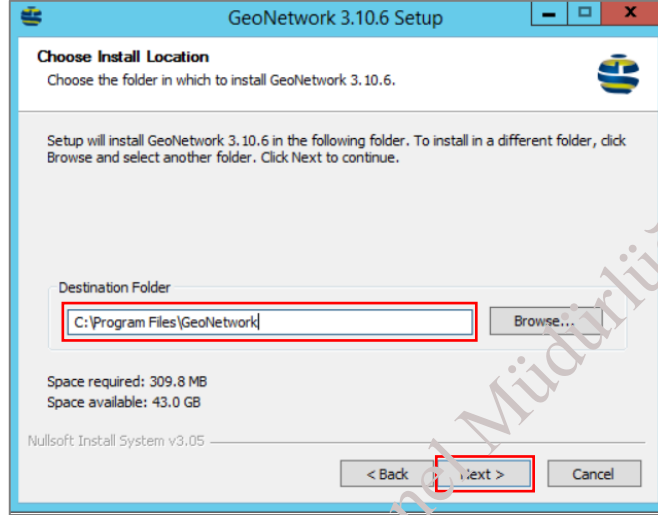 GeoNetwork 3.10.6 Setup
Choose Install Location
Choose the folder in which to install GeoNetwork 3.10.6.
Setup will install GeoNetwork 3.10.6 in the following folder. To install in a different folder, click
Browse and select another folder. Click Next to continue.
Destination Folder
C:\Program Files\GeoNetwork
Browse...
Space required: 309.8 MB
Space available: 43.0 GB
Nullsoft Install System v3.05
< Back
Next >
Cancel